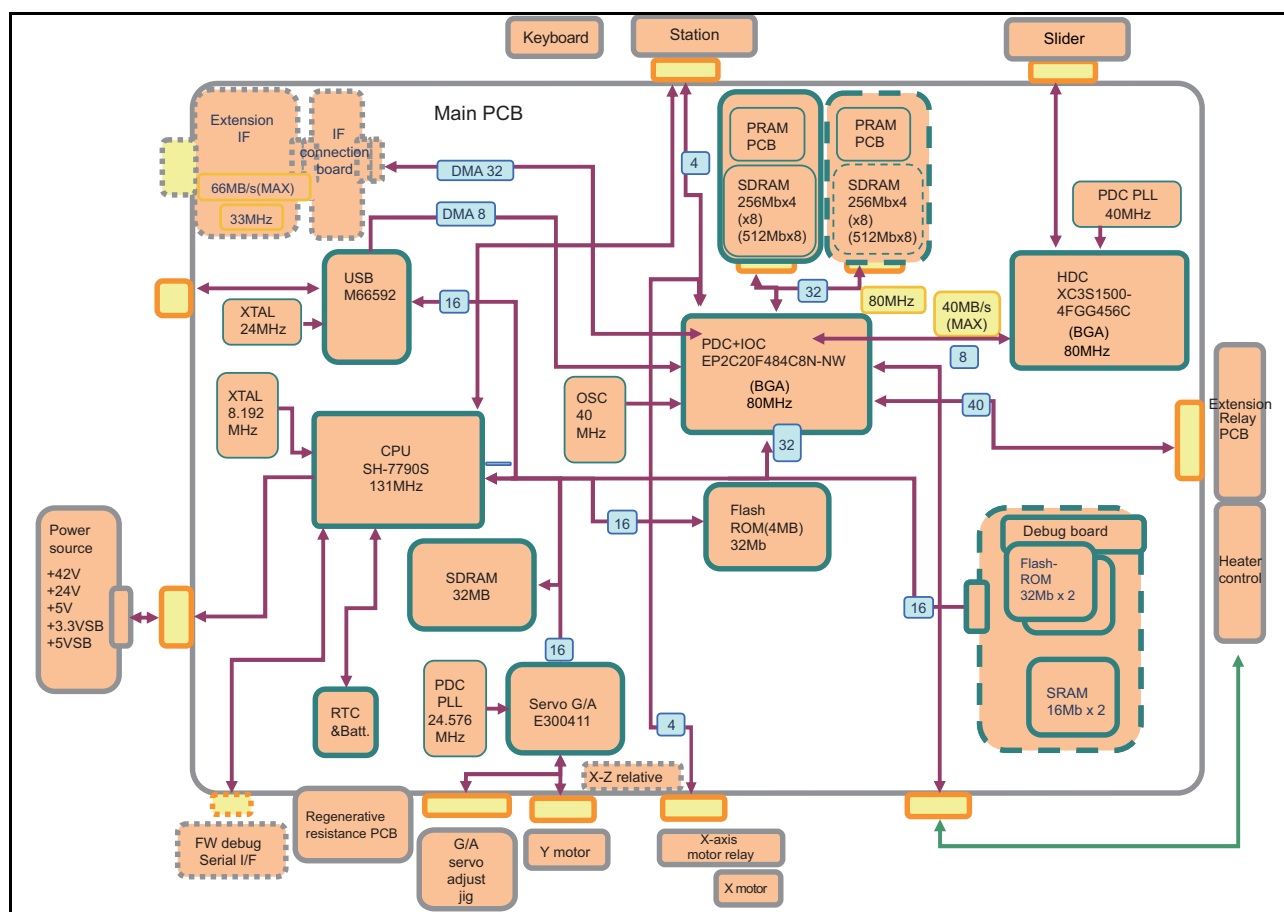 Keyboard
Station
Slider
Main PCB
Extension
IF
IF
connection
board
66MB/s(MAX)
33MHz
DMA 32
DMA 8
4
PRAM
PCB
SDRAM
256Mbx4
(x8)
(512Mbx8)
PRAM
PCB
SDRAM
256Mbx4
(x8)
(512Mbx8)
PDC PLL
40MHz
USB
M66592
XTAL
24MHz
16
32
80MHz
40MB/s
(MAX)
8
HDC
XC3S1500-
4FGG456C
(BGA)
80MHz
PDC+IOC
EP2C20F484C8N-NW
(BGA)
80MHz
XTAL
8.192
MHz
OSC
40
MHz
40
Extension
Relay
PCB
CPU
SH-7790S
131MHz
32
Flash
ROM(4MB)
32Mb
16
Power
source
+42V
+24V
+5V
+3.3VSB
+5VSB
SDRAM
32MB
16
Debug board
Flash-
ROM
32Mb x 2
SRAM
16Mb x 2
Heater
control
16
PDC
PLL
24.576
MHz
Servo G/A
E300411
RTC
&Batt.
4
X-Z relative
FW debug
Serial I/F
Regenerative
resistance PCB
G/A
servo
adjust
jig
Y motor
X-axis
motor relay
X motor